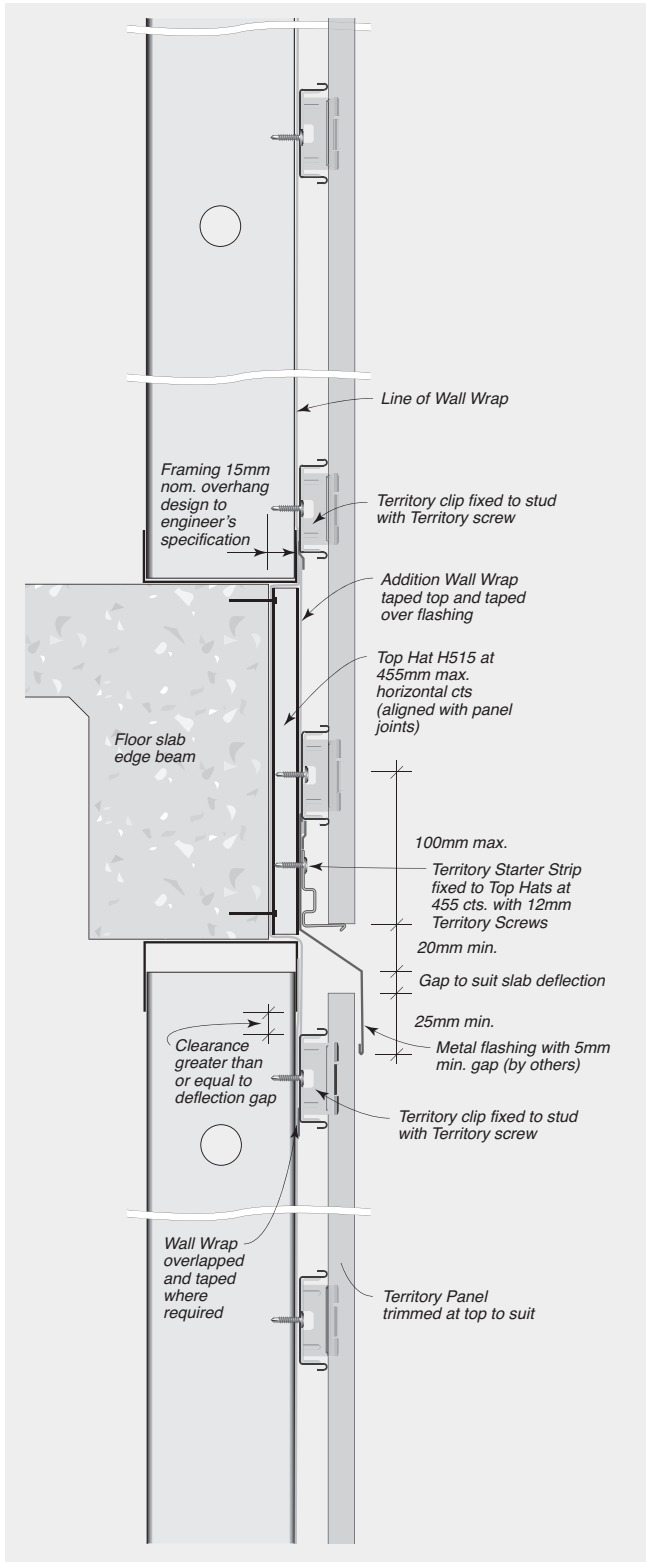 Line of Wall Wrap
Framing 15mm
nom. overhang
design to
engineer's
specification
Territory clip fixed to stud
with Territory screw
Addition Wall Wrap
taped top and taped
over flashing
Top Hat H515 at
455mm max.
horizontal cts
(aligned with panel
joints)
Floor slab
edge beam
100mm max.
Territory Starter Strip
fixed to Top Hats at
455 cts. with 12mm
Territory Screws
20mm min.
Gap to suit slab deflection
25mm min.
Metal flashing with 5mm
min. gap (by others)
Clearance
greater than
or equal to
deflection gap
Territory clip fixed to stud
with Territory screw
Wall Wrap
overlapped
and taped
where
required
Territory Panel
trimmed at top to suit